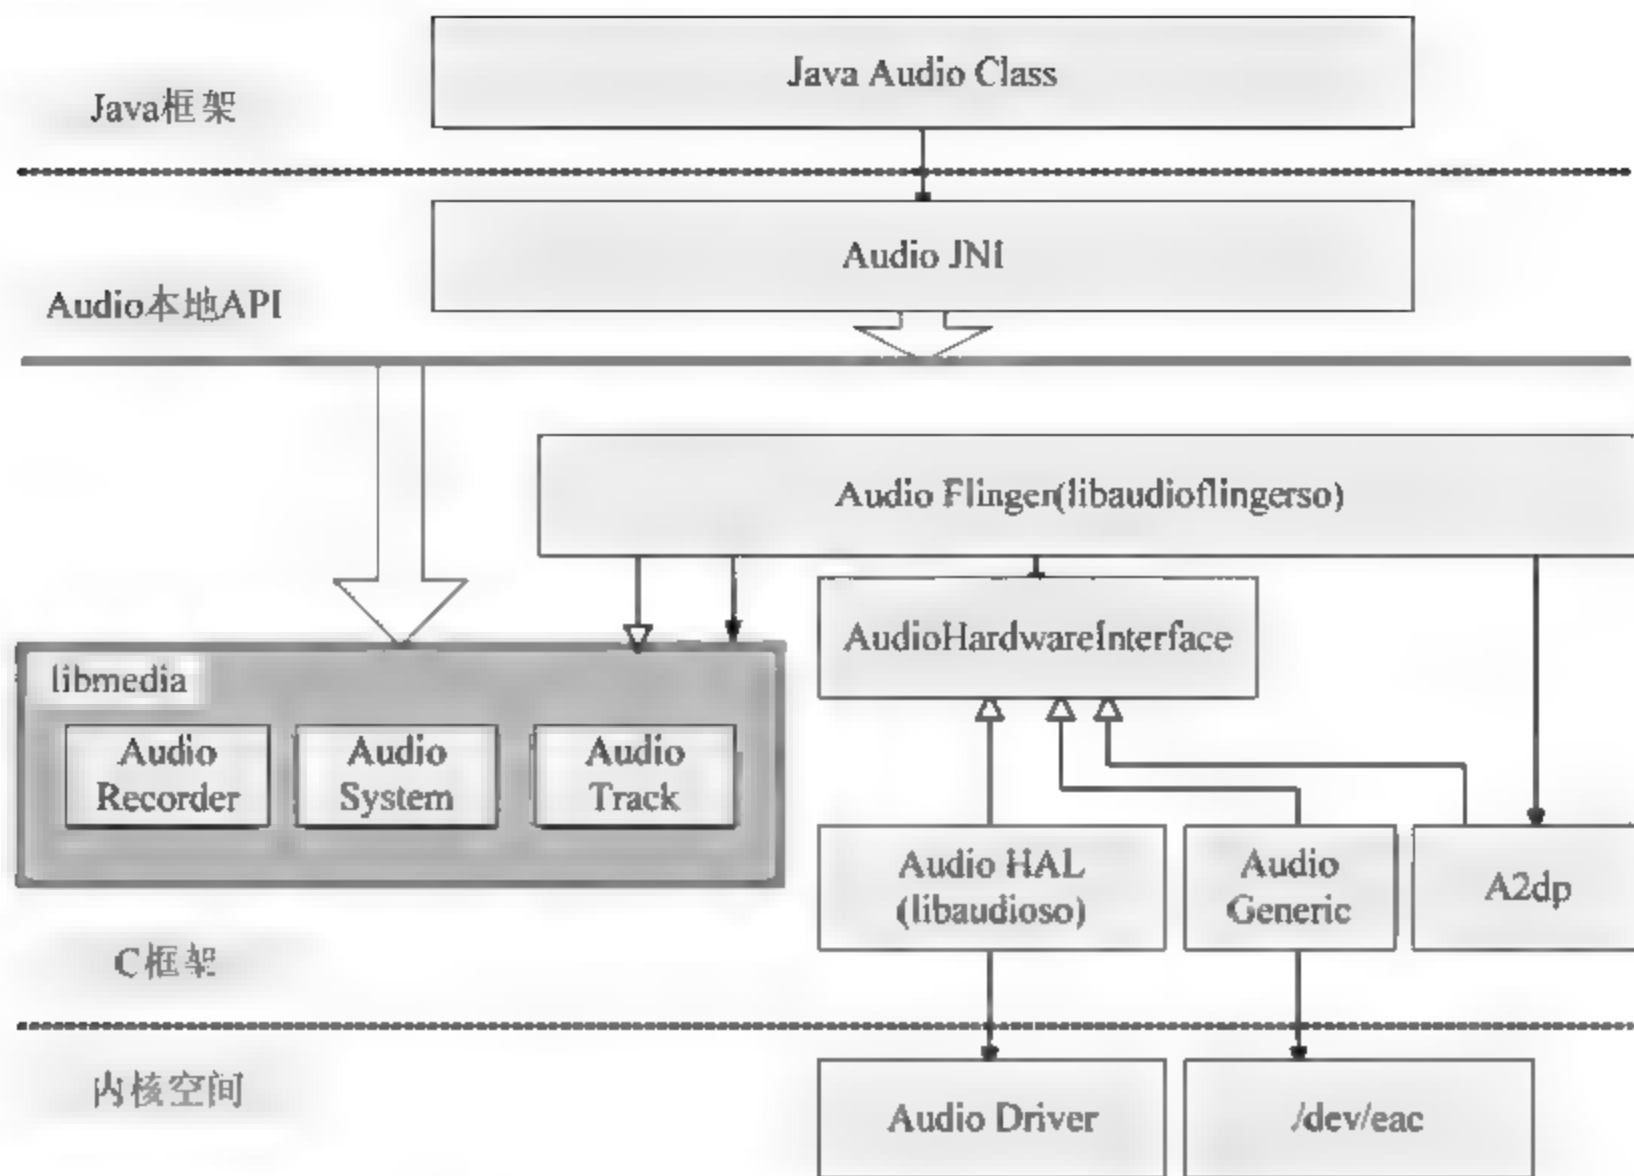 Java Audio Class
Java框架
Audio JNI
Audio本地API
Audio Flinger(libaudioflingerso)
AudioHardwareInterface
libmedia
Audio
Recorder
Audio
System
Audio
Track
Audio HAL
(libaudioso)
Audio
Generic
A2dp
C框架
内核空间
Audio Driver
/dev/eac